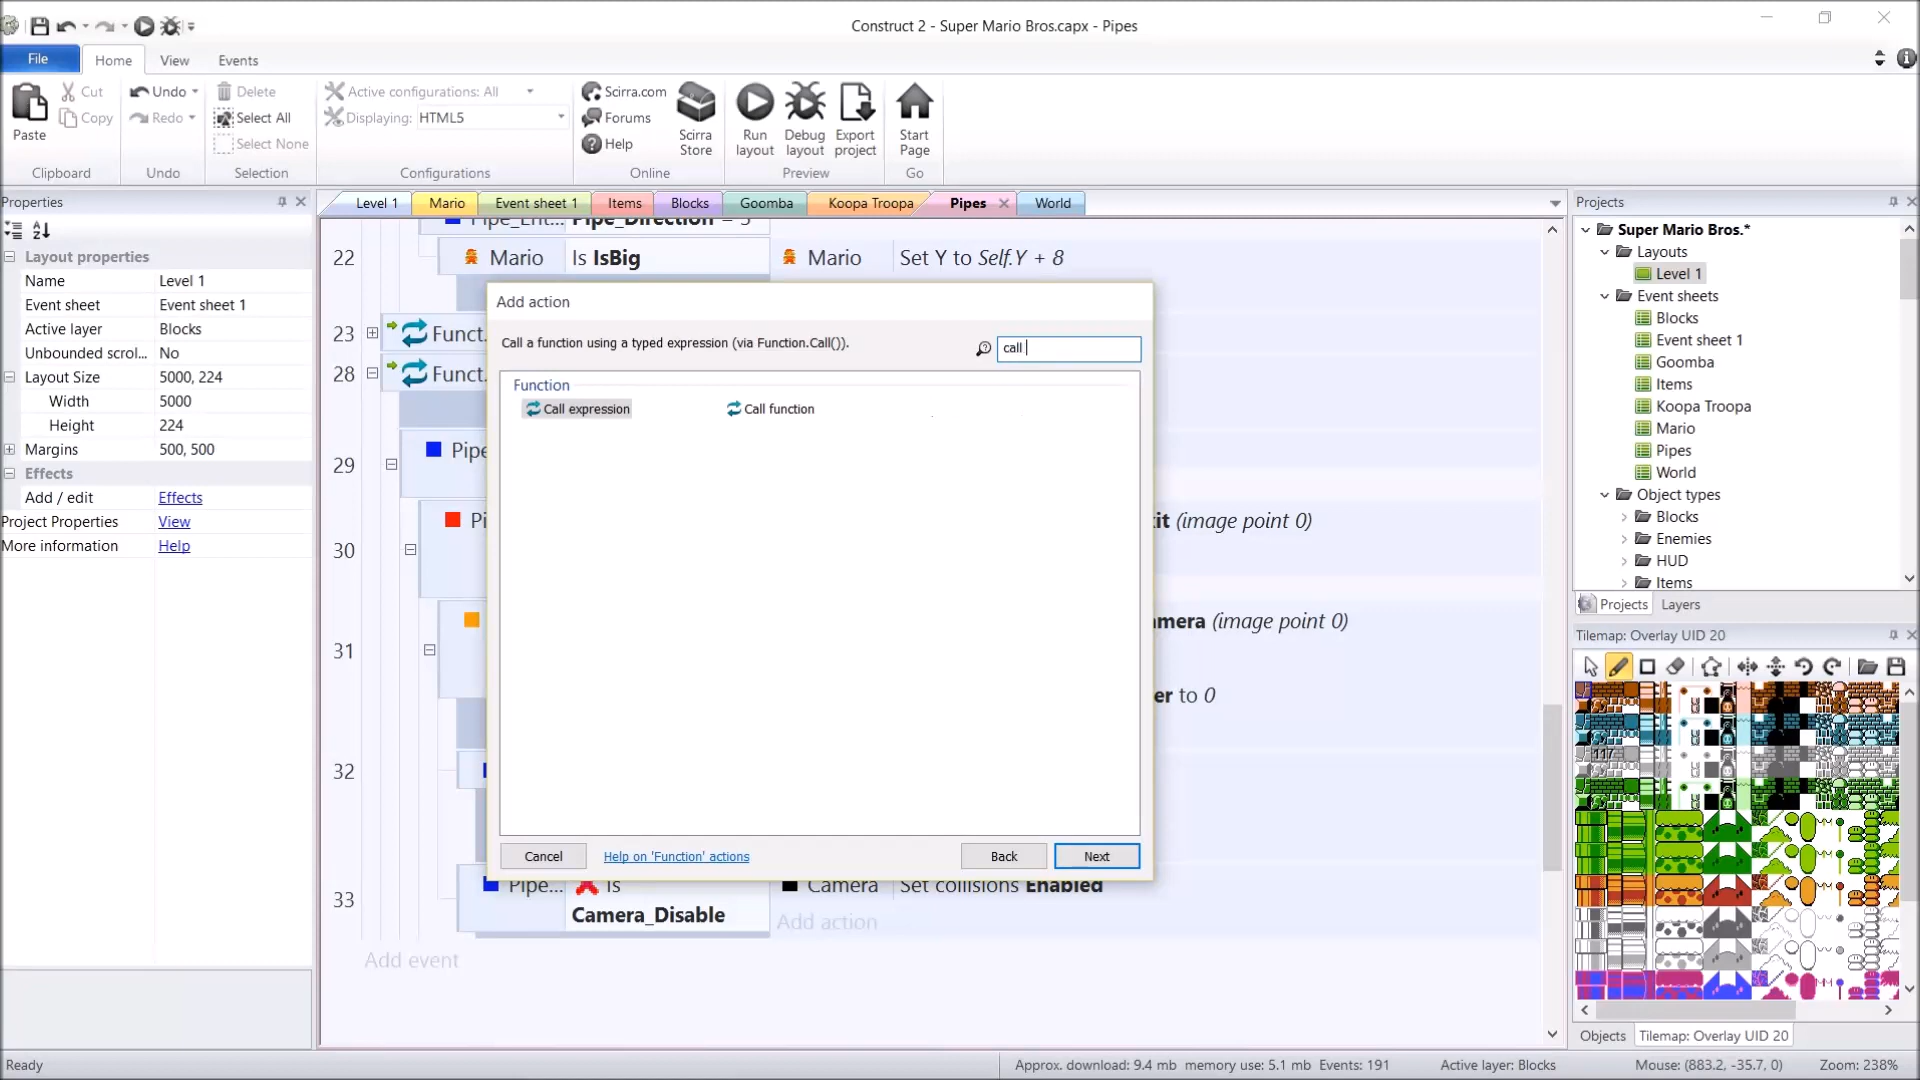 Construct 2 - Super Mario Bros.capx - Pipes
File Home View Events
Paste
Cut
Copy
Clipboard
Undo
Redo
Undo
Delete
Select All
Select None
Selection
Active configurations: All
Displaying: HTML5
Configurations
Scirra.com
Forums
Help
Scirra Store
Online
Run layout
Debug layout
Export project
Preview
Start Page
Go
Properties
Layout properties
Name Level 1
Event sheet Event sheet 1
Active layer Blocks
Unbounded scrol... No
Layout Size 5000, 224
Width 5000
Height 224
Margins 500, 500
Effects
Add / edit Effects
Project Properties View
More information Help
Level 1 Mario Event sheet 1 Items Blocks Goomba Koopa Troopa Pipes World
Pipe_Ent... Pipe_Direction = 3
22 Mario Is IsBig Mario Set Y to Self.Y + 8
23 Funct.
28 Funct.
29 Pipe
30 Pi
it (image point 0)
31
amera (image point 0)
er to 0
32
33 Pipe... Is Camera_Disable Camera Set collisions Enabled
Add action
Add event
Add action
Call a function using a typed expression (via Function.Call()).
call
Function
Call expression Call function
Cancel Help on 'Function' actions Back Next
Projects
Super Mario Bros.*
Layouts
Level 1
Event sheets
Blocks
Event sheet 1
Goomba
Items
Koopa Troopa
Mario
Pipes
World
Object types
Blocks
Enemies
HUD
Items
Projects Layers
Tilemap: Overlay UID 20
117
Objects Tilemap: Overlay UID 20
Ready Approx. download: 9.4 mb memory use: 5.1 mb Events: 191 Active layer: Blocks Mouse: (883.2, -35.7, 0) Zoom: 238%